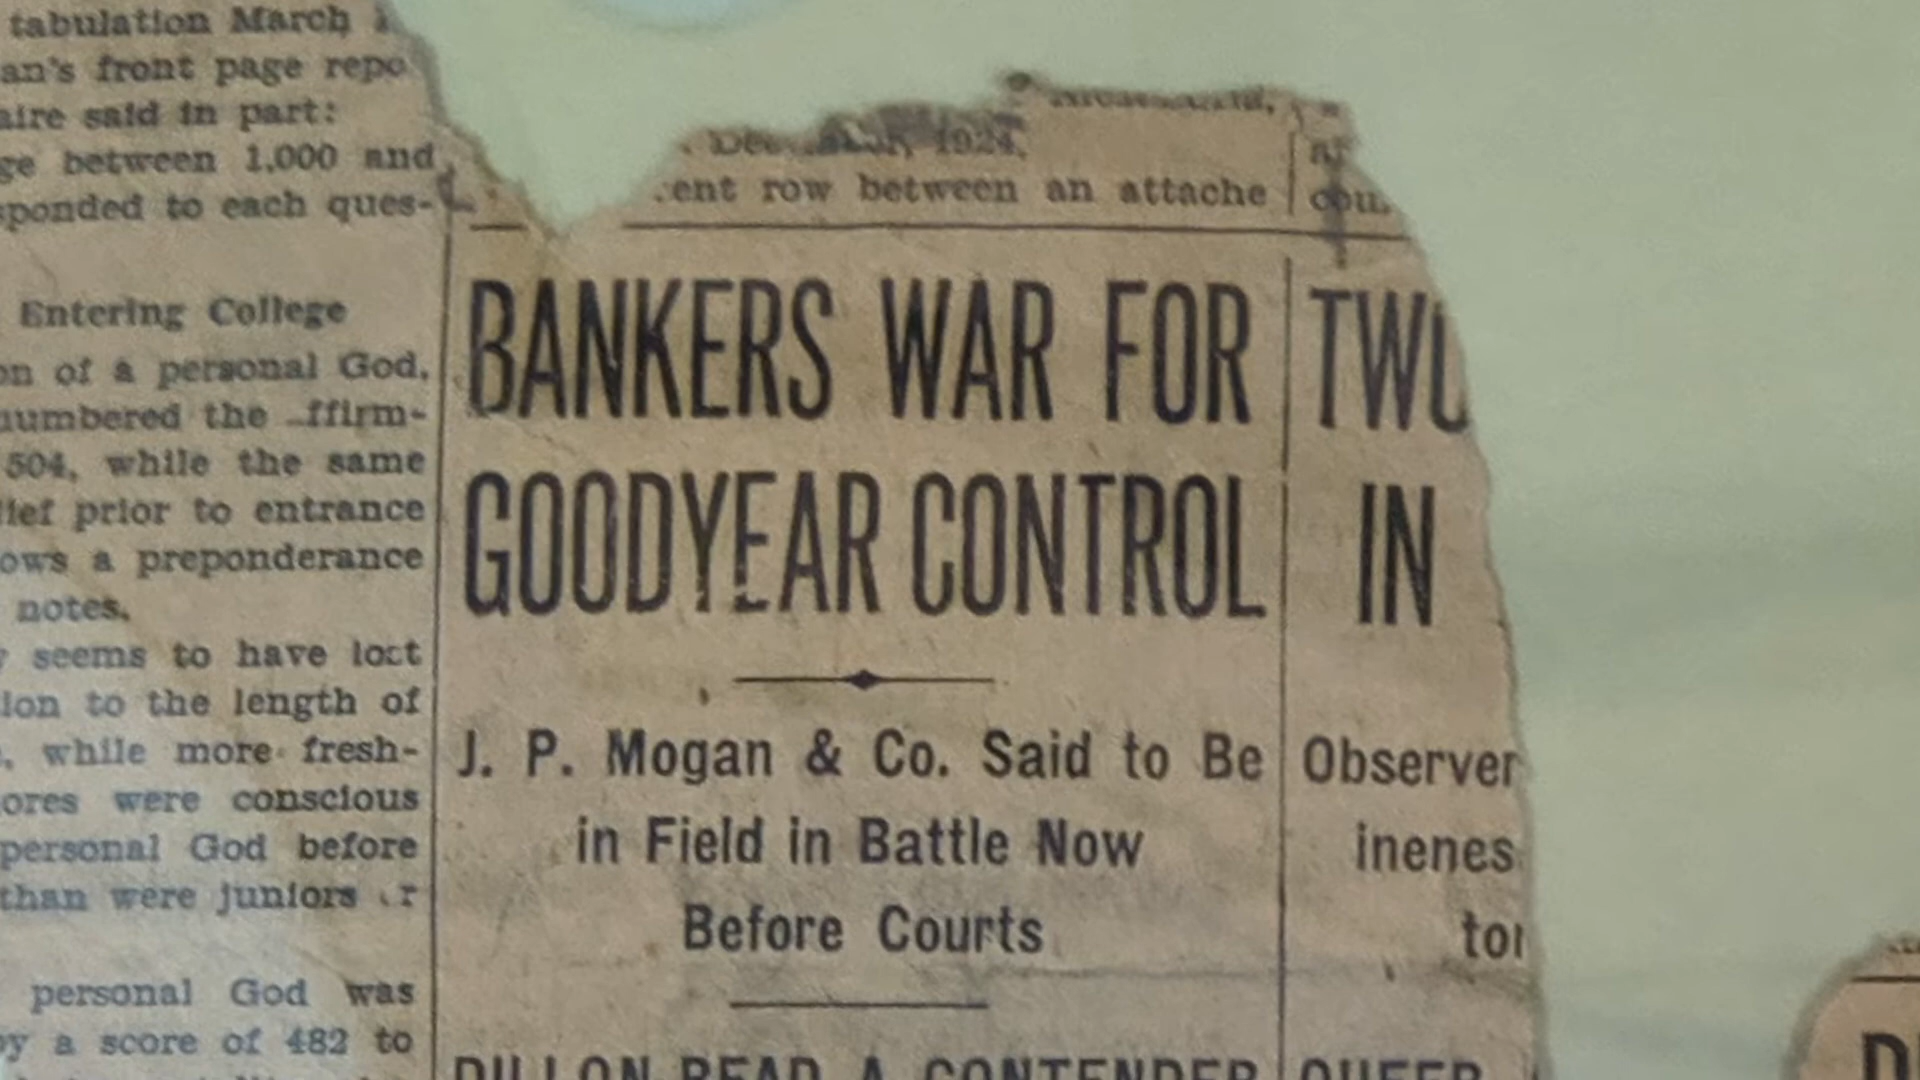 tabulation March
an's front page repo
aire said in part:
ge between 1,000 and
sponded to each ques-
Entering College
on of a personal God,
numbered the ffirm-
504, while the same
lief prior to entrance
ows a preponderance
notes.
seems to have lost
ion to the length of
, while more fresh-
ores were conscious
personal God before
than were juniors r
personal God was
by a score of 482 to
1924,
ent row between an attache
BANKERS WAR FOR
GOODYEAR CONTROL
J. P. Mogan & Co. Said to Be
in Field in Battle Now
Before Courts
DILLON READ A CONTENDER
cou
TWO
IN
Observer
inenes
tor
QUEER